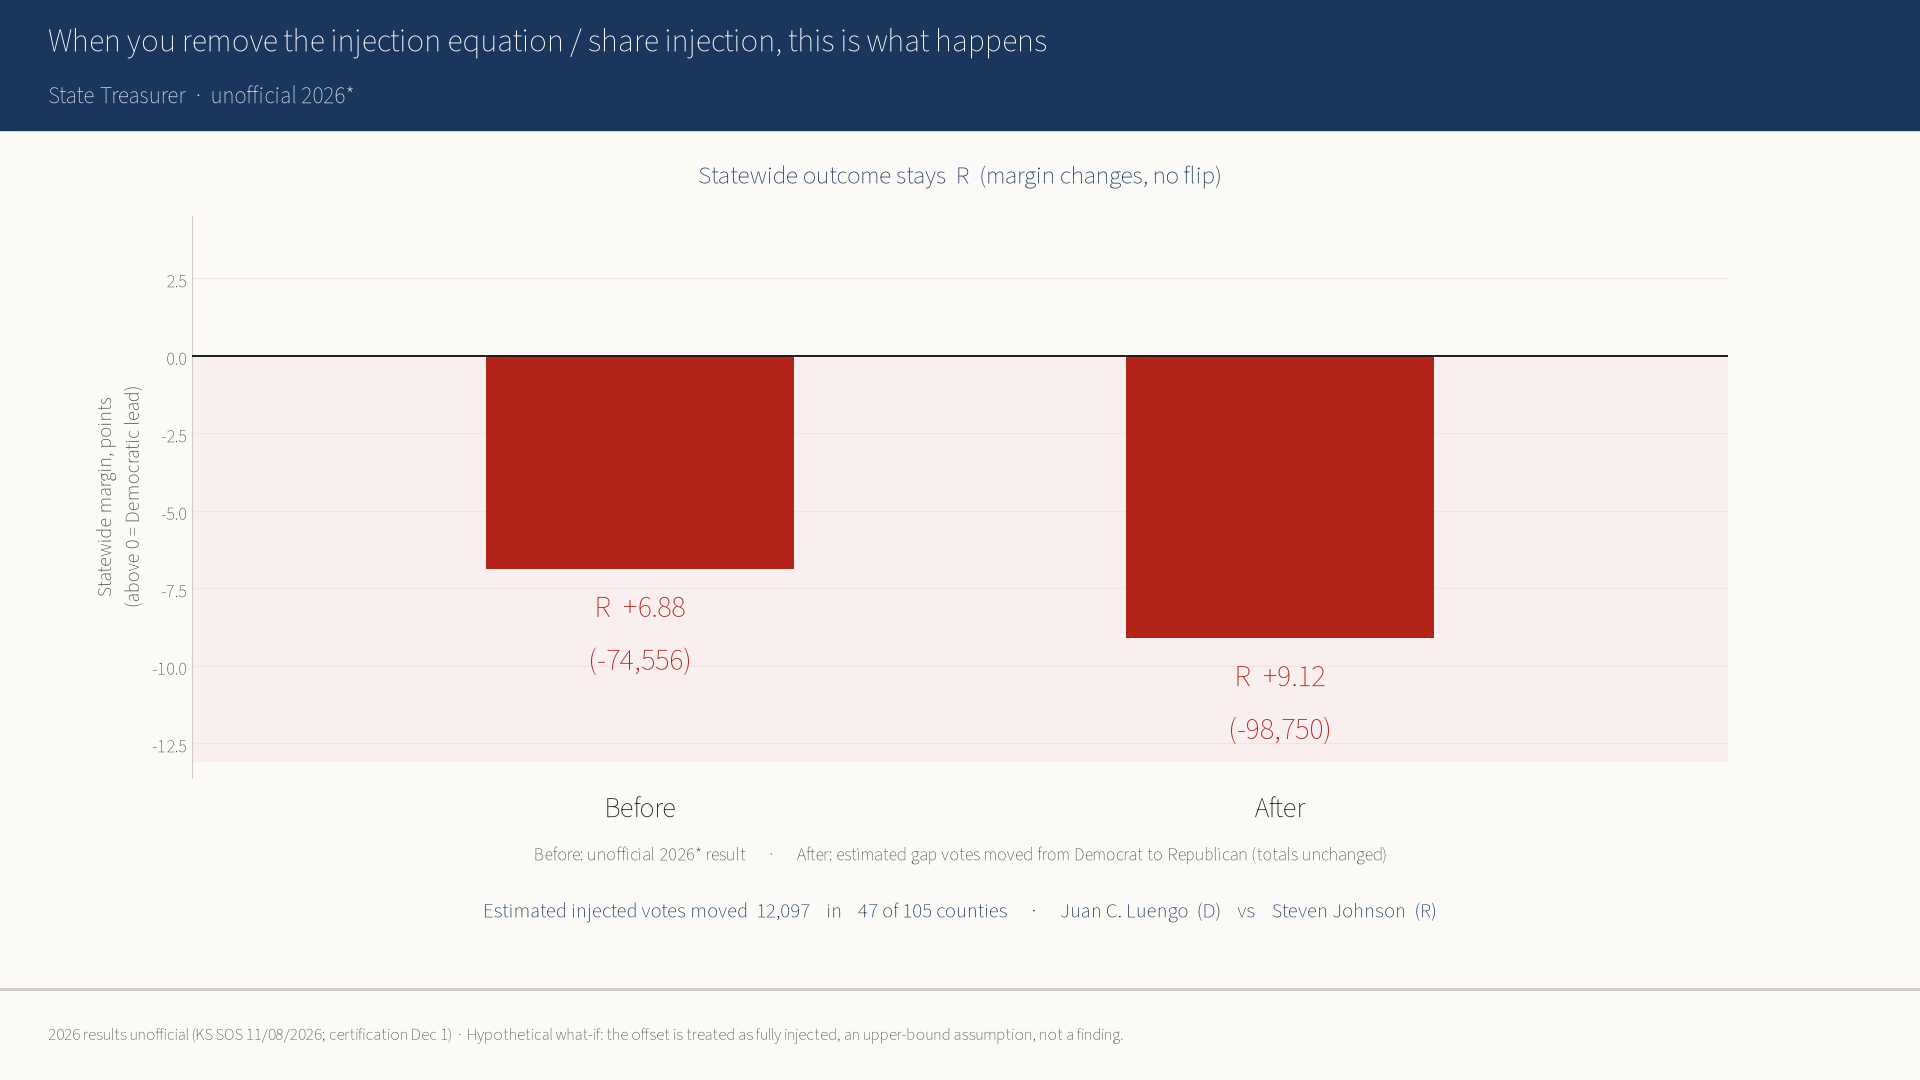 When you remove the injection equation / share injection, this is what happens
State Treasurer · unofficial 2026*
Statewide outcome stays R (margin changes, no flip)
2.5
0.0
-2.5
-5.0
-7.5
-10.0
-12.5
Statewide margin, points
(above 0 = Democratic lead)
R +6.88
(-74,556)
R +9.12
(-98,750)
Before
After
Before: unofficial 2026* result · After: estimated gap votes moved from Democrat to Republican (totals unchanged)
Estimated injected votes moved 12,097 in 47 of 105 counties · Juan C. Luengo (D) vs Steven Johnson (R)
2026 results unofficial (KS SOS 11/08/2026; certification Dec 1) · Hypothetical what-if: the offset is treated as fully injected, an upper-bound assumption, not a finding.